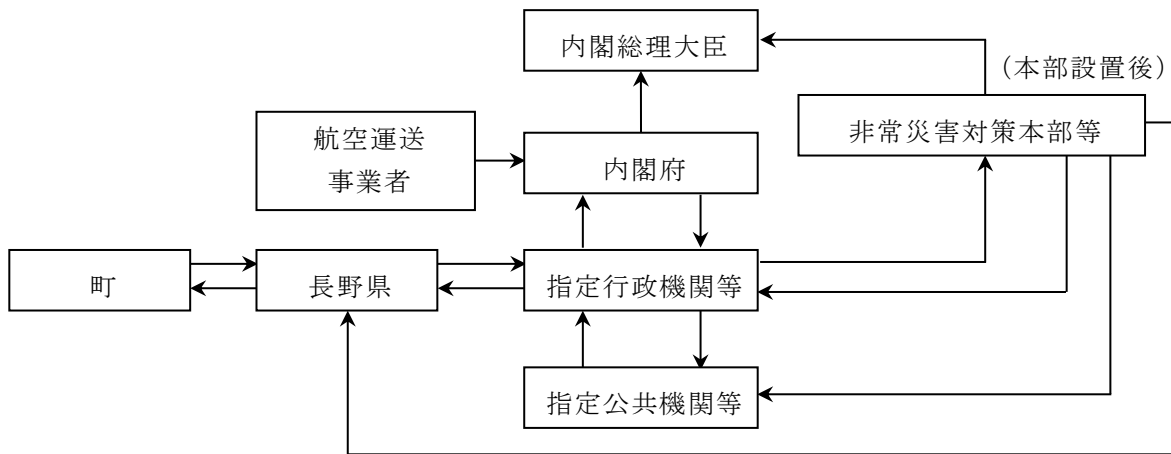 内閣総理大臣
（本部設置後）
非常災害対策本部等
航空運送
事業者
内閣府
町
長野県
指定行政機関等
指定公共機関等